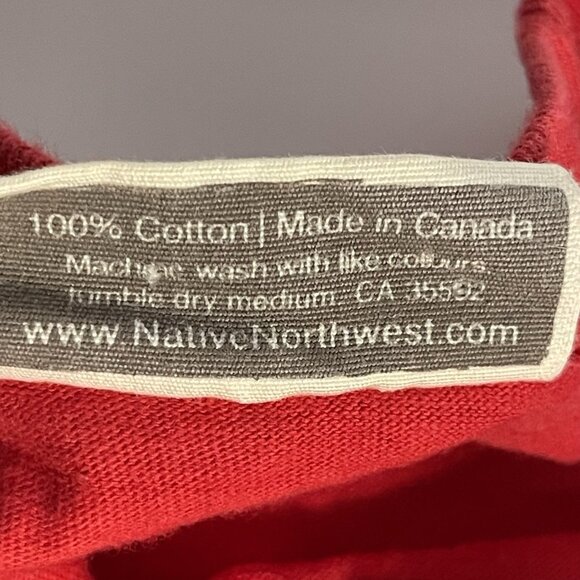 100% Cotton | Made in Canada
Machine wash with like colours,
tumble dry medium. CA 35592
www.NativeNorthwest.com